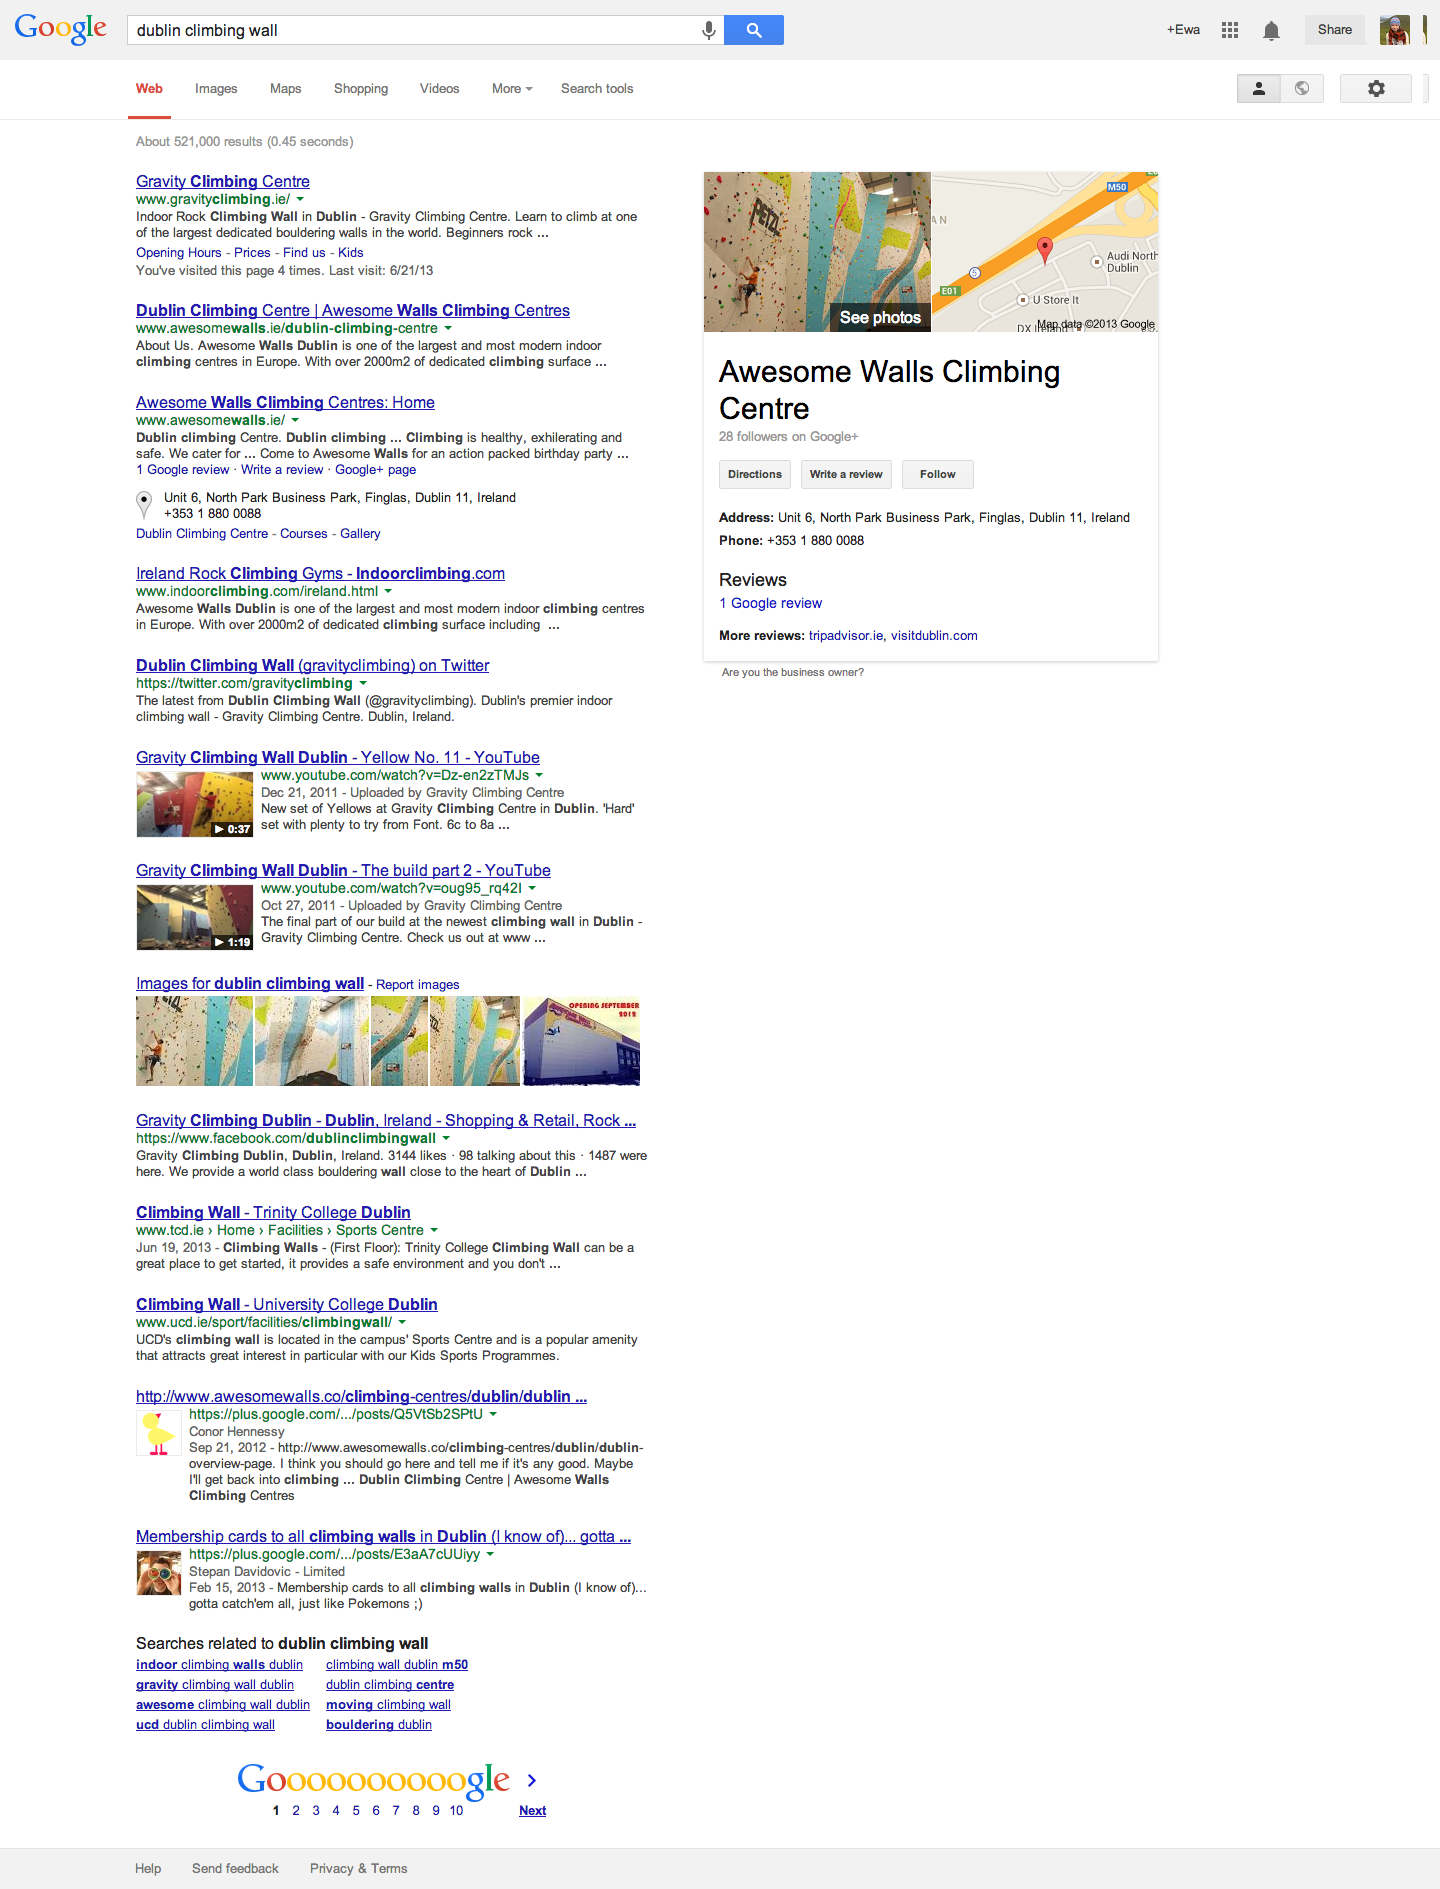 Google
dublin climbing wall
+Ewa
Share
Web
Images
Maps
Shopping
Videos
More
Search tools
About 521,000 results (0.45 seconds)
Gravity Climbing Centre
www.gravityclimbing.ie/
Indoor Rock Climbing Wall in Dublin - Gravity Climbing Centre. Learn to climb at one
of the largest dedicated bouldering walls in the world. Beginners rock ...
Opening Hours - Prices - Find us - Kids
You've visited this page 4 times. Last visit: 6/21/13
Dublin Climbing Centre | Awesome Walls Climbing Centres
www.awesomewalls.ie/dublin-climbing-centre
About Us. Awesome Walls Dublin is one of the largest and most modern indoor
climbing centres in Europe. With over 2000m2 of dedicated climbing surface ...
Awesome Walls Climbing Centres: Home
www.awesomewalls.ie/
Dublin climbing Centre. Dublin climbing ... Climbing is healthy, exhilerating and
safe. We cater for ... Come to Awesome Walls for an action packed birthday party ...
1 Google review · Write a review · Google+ page
Unit 6, North Park Business Park, Finglas, Dublin 11, Ireland
+353 1 880 0088
Dublin Climbing Centre - Courses - Gallery
Ireland Rock Climbing Gyms - Indoorclimbing.com
www.indoorclimbing.com/ireland.html
Awesome Walls Dublin is one of the largest and most modern indoor climbing centres
in Europe. With over 2000m2 of dedicated climbing surface including ...
Dublin Climbing Wall (gravityclimbing) on Twitter
https://twitter.com/gravityclimbing
The latest from Dublin Climbing Wall (@gravityclimbing). Dublin's premier indoor
climbing wall - Gravity Climbing Centre. Dublin, Ireland.
Gravity Climbing Wall Dublin - Yellow No. 11 - YouTube
www.youtube.com/watch?v=Dz-en2zTMJs
Dec 21, 2011 - Uploaded by Gravity Climbing Centre
New set of Yellows at Gravity Climbing Centre in Dublin. 'Hard'
set with plenty to try from Font. 6c to 8a ...
0:37
Gravity Climbing Wall Dublin - The build part 2 - YouTube
www.youtube.com/watch?v=oug95_rq42I
Oct 27, 2011 - Uploaded by Gravity Climbing Centre
The final part of our build at the newest climbing wall in Dublin -
Gravity Climbing Centre. Check us out at www ...
1:19
Images for dublin climbing wall - Report images
OPENING SEPTEMBER
2012
Gravity Climbing Dublin - Dublin, Ireland - Shopping & Retail, Rock ...
https://www.facebook.com/dublinclimbingwall
Gravity Climbing Dublin, Dublin, Ireland. 3144 likes · 98 talking about this · 1487 were
here. We provide a world class bouldering wall close to the heart of Dublin ...
Climbing Wall - Trinity College Dublin
www.tcd.ie › Home › Facilities › Sports Centre
Jun 19, 2013 - Climbing Walls - (First Floor): Trinity College Climbing Wall can be a
great place to get started, it provides a safe environment and you don't ...
Climbing Wall - University College Dublin
www.ucd.ie/sport/facilities/climbingwall/
UCD's climbing wall is located in the campus' Sports Centre and is a popular amenity
that attracts great interest in particular with our Kids Sports Programmes.
http://www.awesomewalls.co/climbing-centres/dublin/dublin ...
https://plus.google.com/.../posts/Q5VtSb2SPtU
Conor Hennessy
Sep 21, 2012 - http://www.awesomewalls.co/climbing-centres/dublin/dublin-
overview-page. I think you should go here and tell me if it's any good. Maybe
I'll get back into climbing ... Dublin Climbing Centre | Awesome Walls
Climbing Centres
Membership cards to all climbing walls in Dublin (I know of)... gotta ...
https://plus.google.com/.../posts/E3aA7cUUiyy
Stepan Davidovic - Limited
Feb 15, 2013 - Membership cards to all climbing walls in Dublin (I know of)...
gotta catch'em all, just like Pokemons ;)
Searches related to dublin climbing wall
indoor climbing walls dublin
climbing wall dublin m50
gravity climbing wall dublin
dublin climbing centre
awesome climbing wall dublin
moving climbing wall
ucd dublin climbing wall
bouldering dublin
Goooooooooogle
1 2 3 4 5 6 7 8 9 10
Next
PETZL
See photos
M50
AN
Audi North
Dublin
5
E01
U Store It
DX Ireland
Map data ©2013 Google
Awesome Walls Climbing
Centre
28 followers on Google+
Directions
Write a review
Follow
Address: Unit 6, North Park Business Park, Finglas, Dublin 11, Ireland
Phone: +353 1 880 0088
Reviews
1 Google review
More reviews: tripadvisor.ie, visitdublin.com
Are you the business owner?
Help
Send feedback
Privacy & Terms